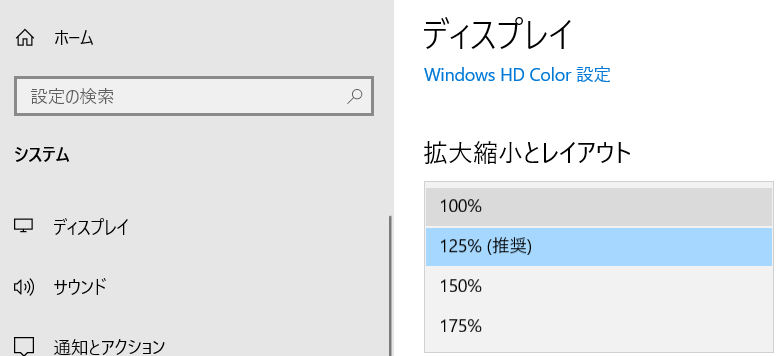 ホーム
設定の検索
システム
ディスプレイ
サウンド
通知とアクション
ディスプレイ
Windows HD Color 設定
拡大縮小とレイアウト
100%
125% (推奨)
150%
175%